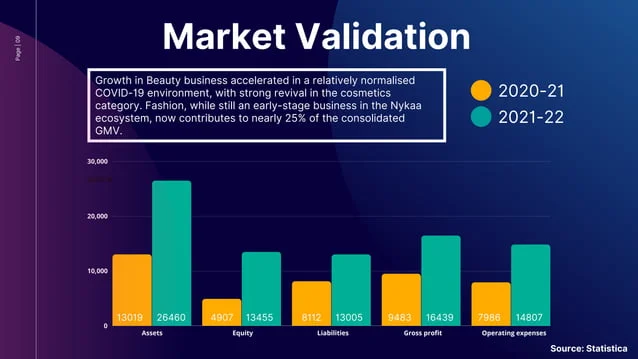 Page | 09
Market Validation
Growth in Beauty business accelerated in a relatively normalised
COVID-19 environment, with strong revival in the cosmetics
category. Fashion, while still an early-stage business in the Nykaa
ecosystem, now contributes to nearly 25% of the consolidated
GMV.
2020-21
2021-22
30,000
20,000
10,000
0
13019 26460 4907 13455 8112 13005 9483 16439 7986 14807
Assets Equity Liabilities Gross profit Operating expenses
Source: Statistica